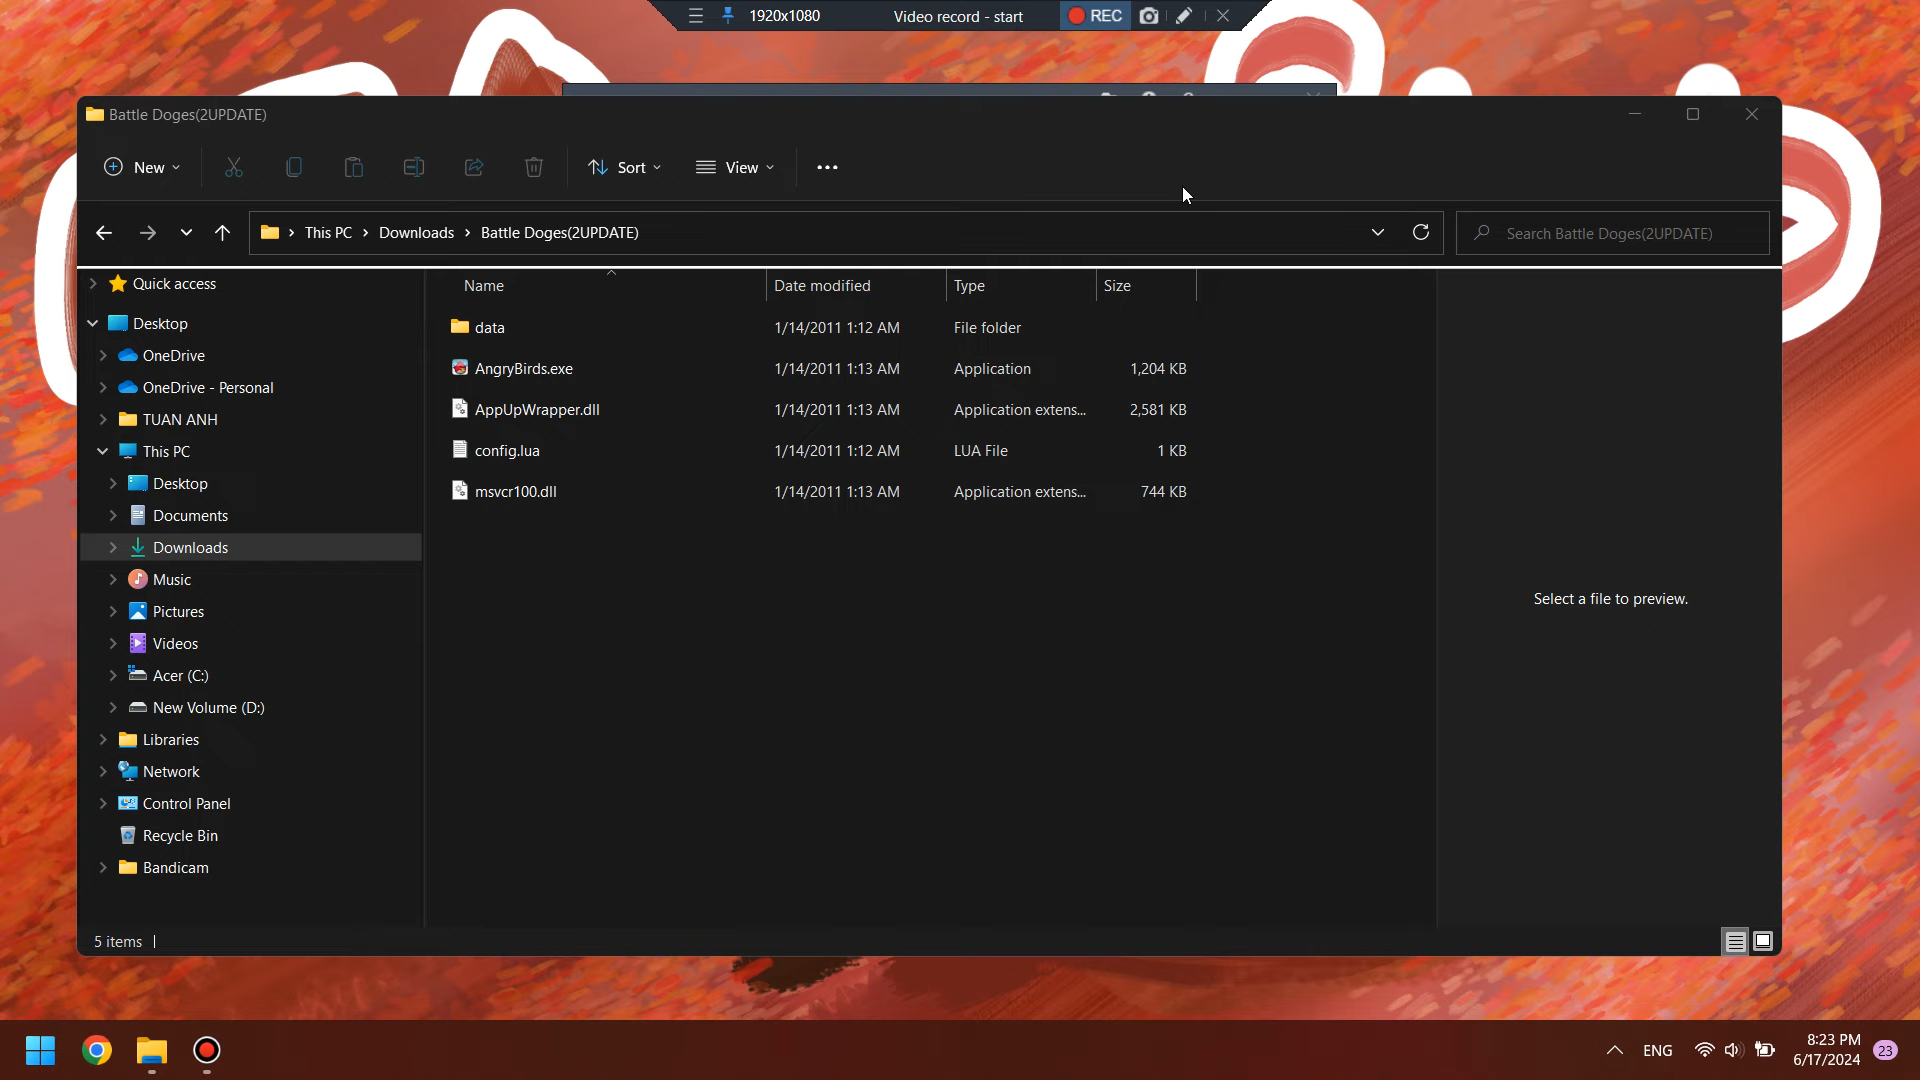 1920x1080 Video record - start REC
Battle Doges(2UPDATE)
New Sort View
This PC Downloads Battle Doges(2UPDATE) Search Battle Doges(2UPDATE)
Quick access
Desktop
OneDrive
OneDrive - Personal
TUAN ANH
This PC
Desktop
Documents
Downloads
Music
Pictures
Videos
Acer (C:)
New Volume (D:)
Libraries
Network
Control Panel
Recycle Bin
Bandicam
Name Date modified Type Size
data 1/14/2011 1:12 AM File folder
AngryBirds.exe 1/14/2011 1:13 AM Application 1,204 KB
AppUpWrapper.dll 1/14/2011 1:13 AM Application extens... 2,581 KB
config.lua 1/14/2011 1:12 AM LUA File 1 KB
msvcr100.dll 1/14/2011 1:13 AM Application extens... 744 KB
Select a file to preview.
5 items
ENG
8:23 PM
6/17/2024
23